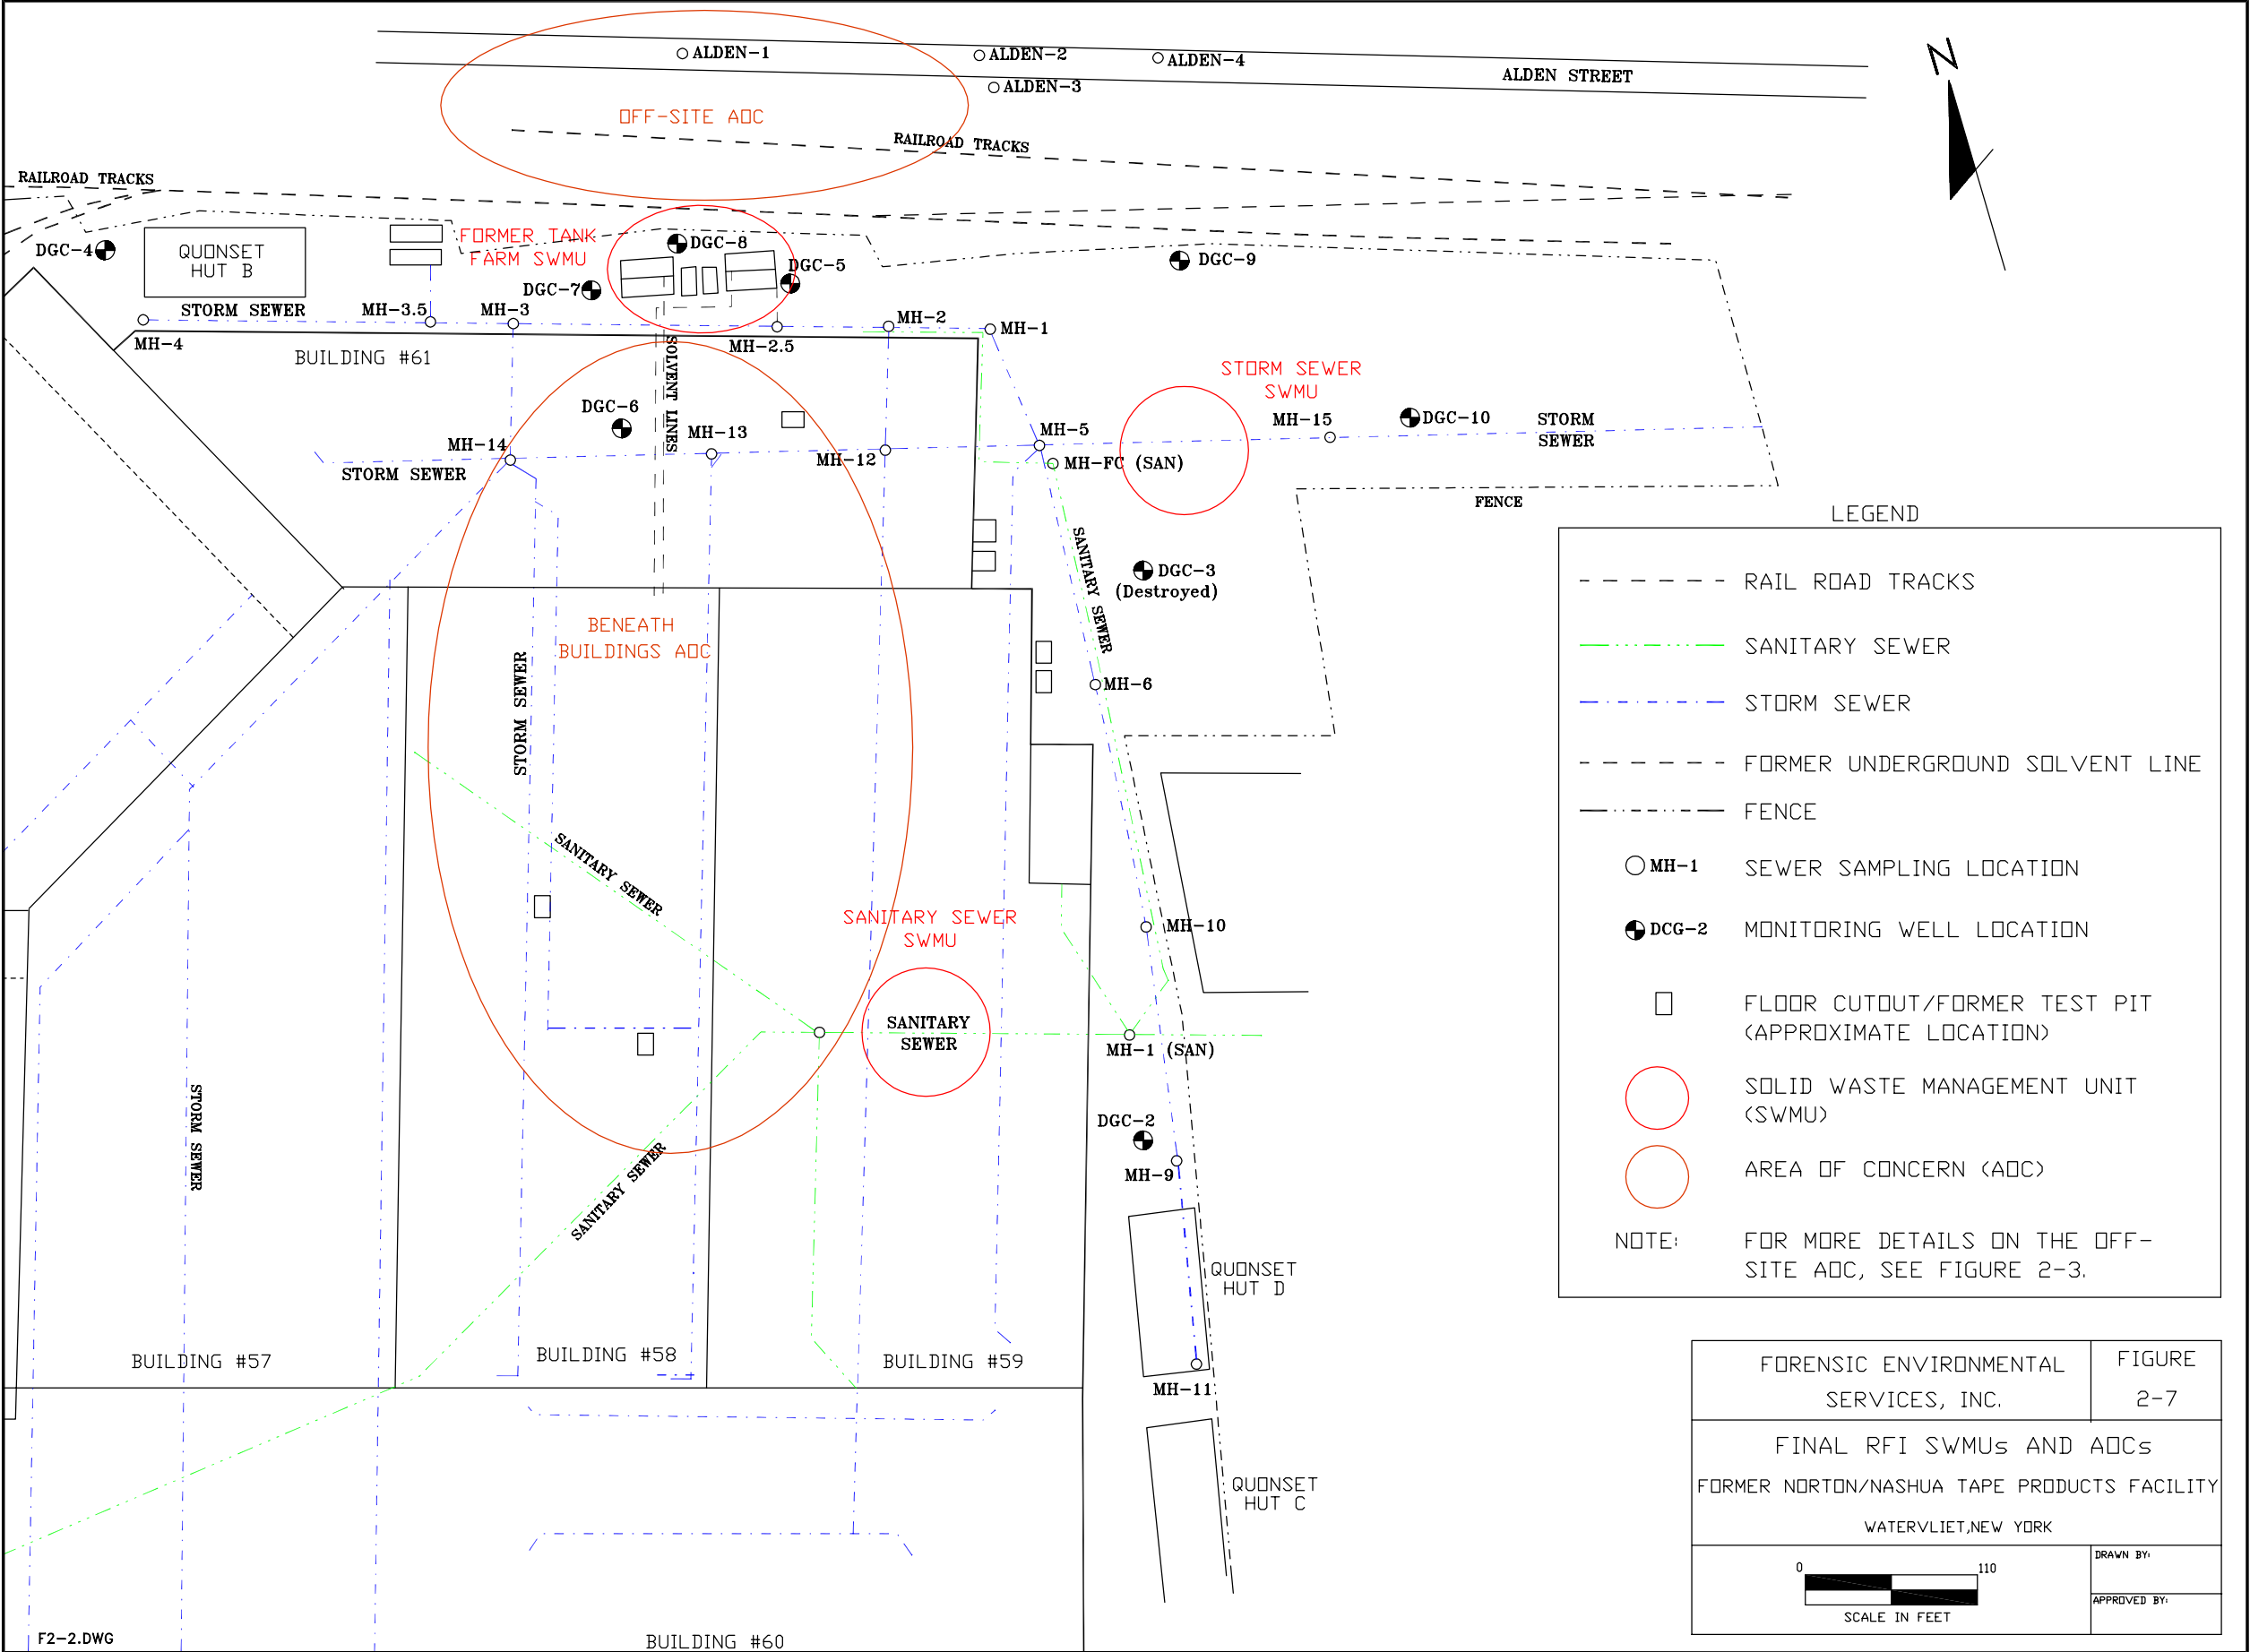 N
ALDEN-1
ALDEN-2
ALDEN-4
ALDEN STREET
ALDEN-3
OFF-SITE AOC
RAILROAD TRACKS
RAILROAD TRACKS
DGC-4
QUONSET
HUT B
FORMER TANK
FARM SWMU
DGC-8
DGC-5
DGC-7
DGC-9
STORM SEWER
MH-3.5
MH-3
MH-2
MH-1
MH-4
MH-2.5
BUILDING #61
SOLVENT LINES
STORM SEWER
SWMU
DGC-6
MH-14
MH-13
MH-12
MH-5
MH-15
DGC-10
STORM
SEWER
STORM SEWER
MH-FC (SAN)
FENCE
SANITARY SEWER
DGC-3
(Destroyed)
BENEATH
BUILDINGS AOC
STORM SEWER
MH-6
SANITARY SEWER
SANITARY SEWER
SWMU
MH-10
SANITARY
SEWER
MH-1 (SAN)
STORM SEWER
DGC-2
MH-9
SANITARY SEWER
QUONSET
HUT D
BUILDING #57
BUILDING #58
BUILDING #59
MH-11
QUONSET
HUT C
BUILDING #60
F2-2.DWG
LEGEND
RAIL ROAD TRACKS
SANITARY SEWER
STORM SEWER
FORMER UNDERGROUND SOLVENT LINE
FENCE
MH-1 SEWER SAMPLING LOCATION
DCG-2 MONITORING WELL LOCATION
FLOOR CUTOUT/FORMER TEST PIT
(APPROXIMATE LOCATION)
SOLID WASTE MANAGEMENT UNIT
(SWMU)
AREA OF CONCERN (AOC)
NOTE: FOR MORE DETAILS ON THE OFF-
SITE AOC, SEE FIGURE 2-3.
FORENSIC ENVIRONMENTAL
SERVICES, INC.
FIGURE
2-7
FINAL RFI SWMUs AND AOCs
FORMER NORTON/NASHUA TAPE PRODUCTS FACILITY
WATERVLIET,NEW YORK
0 110
SCALE IN FEET
DRAWN BY:
APPROVED BY: